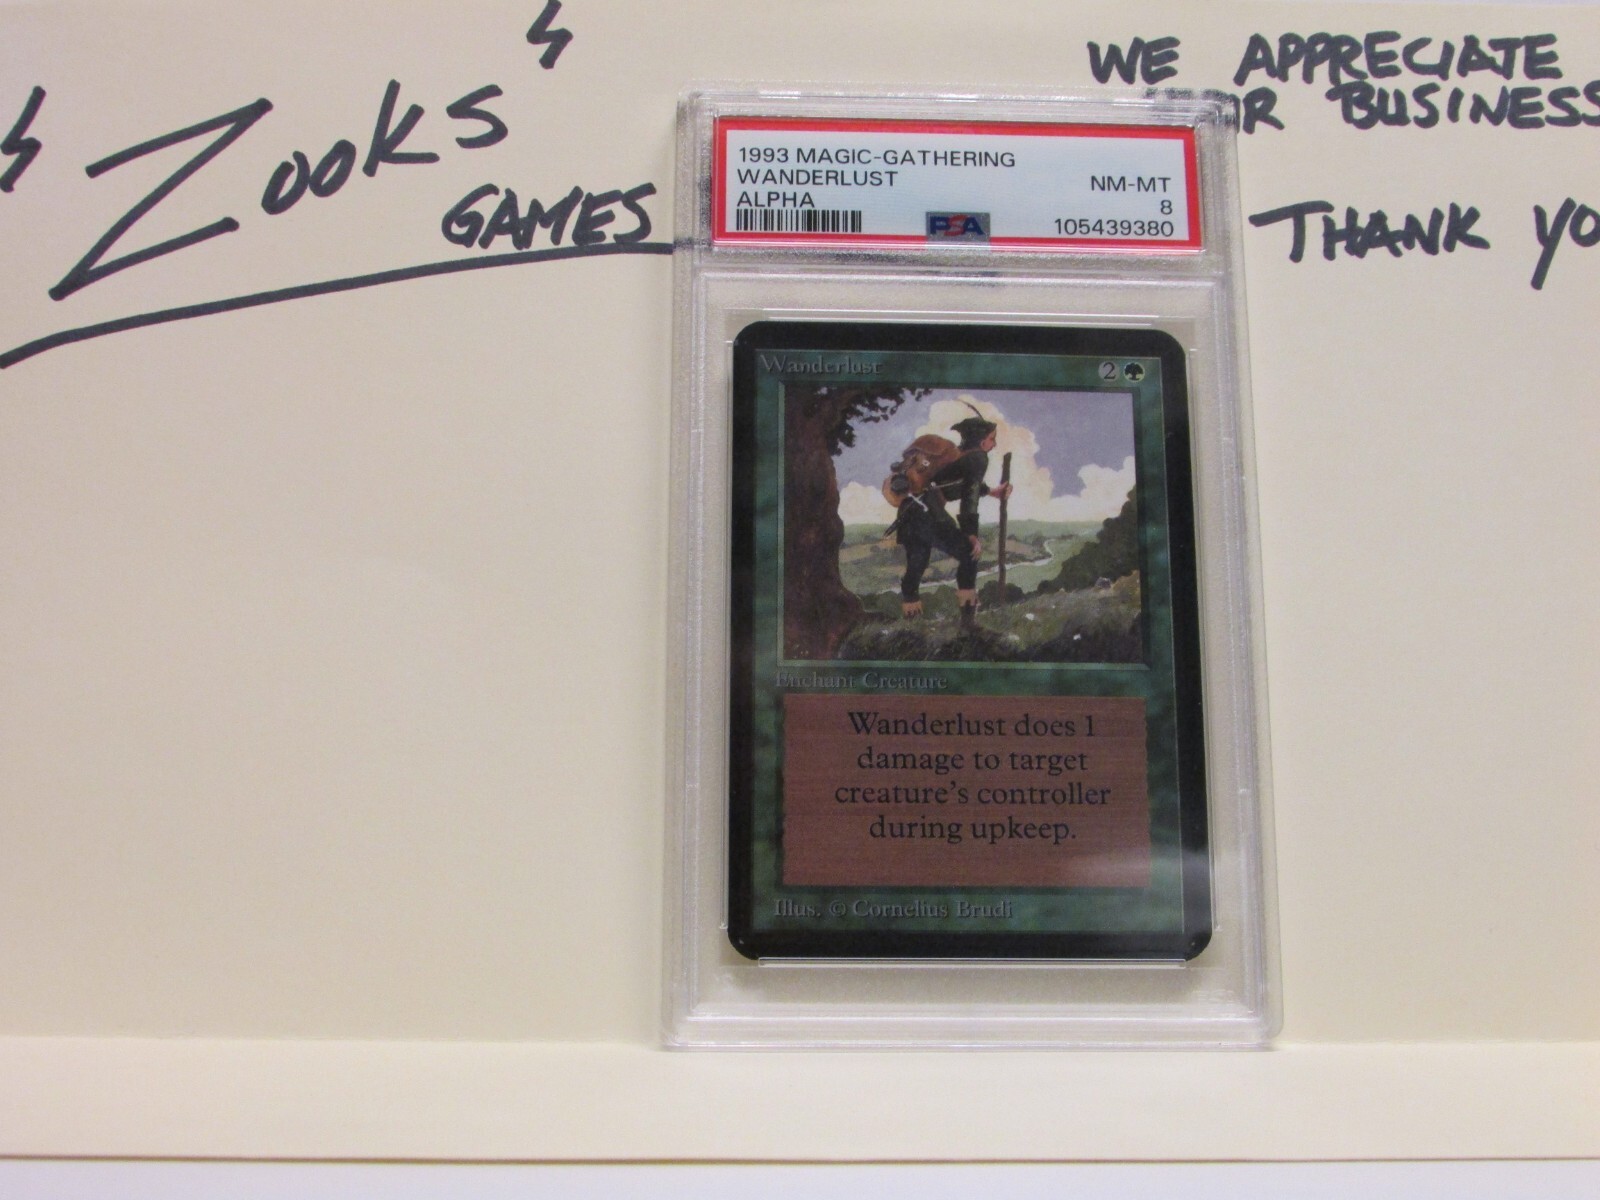 Zooks
GAMES
WE APPRECIATE
BUSINESS
THANK YO
1993 MAGIC-GATHERING
WANDERLUST
ALPHA
NM-MT
8
PSA
105439380
Wanderlust
2
Enchant Creature
Wanderlust does 1
damage to target
creature's controller
during upkeep.
Illus. © Cornelius Brudi